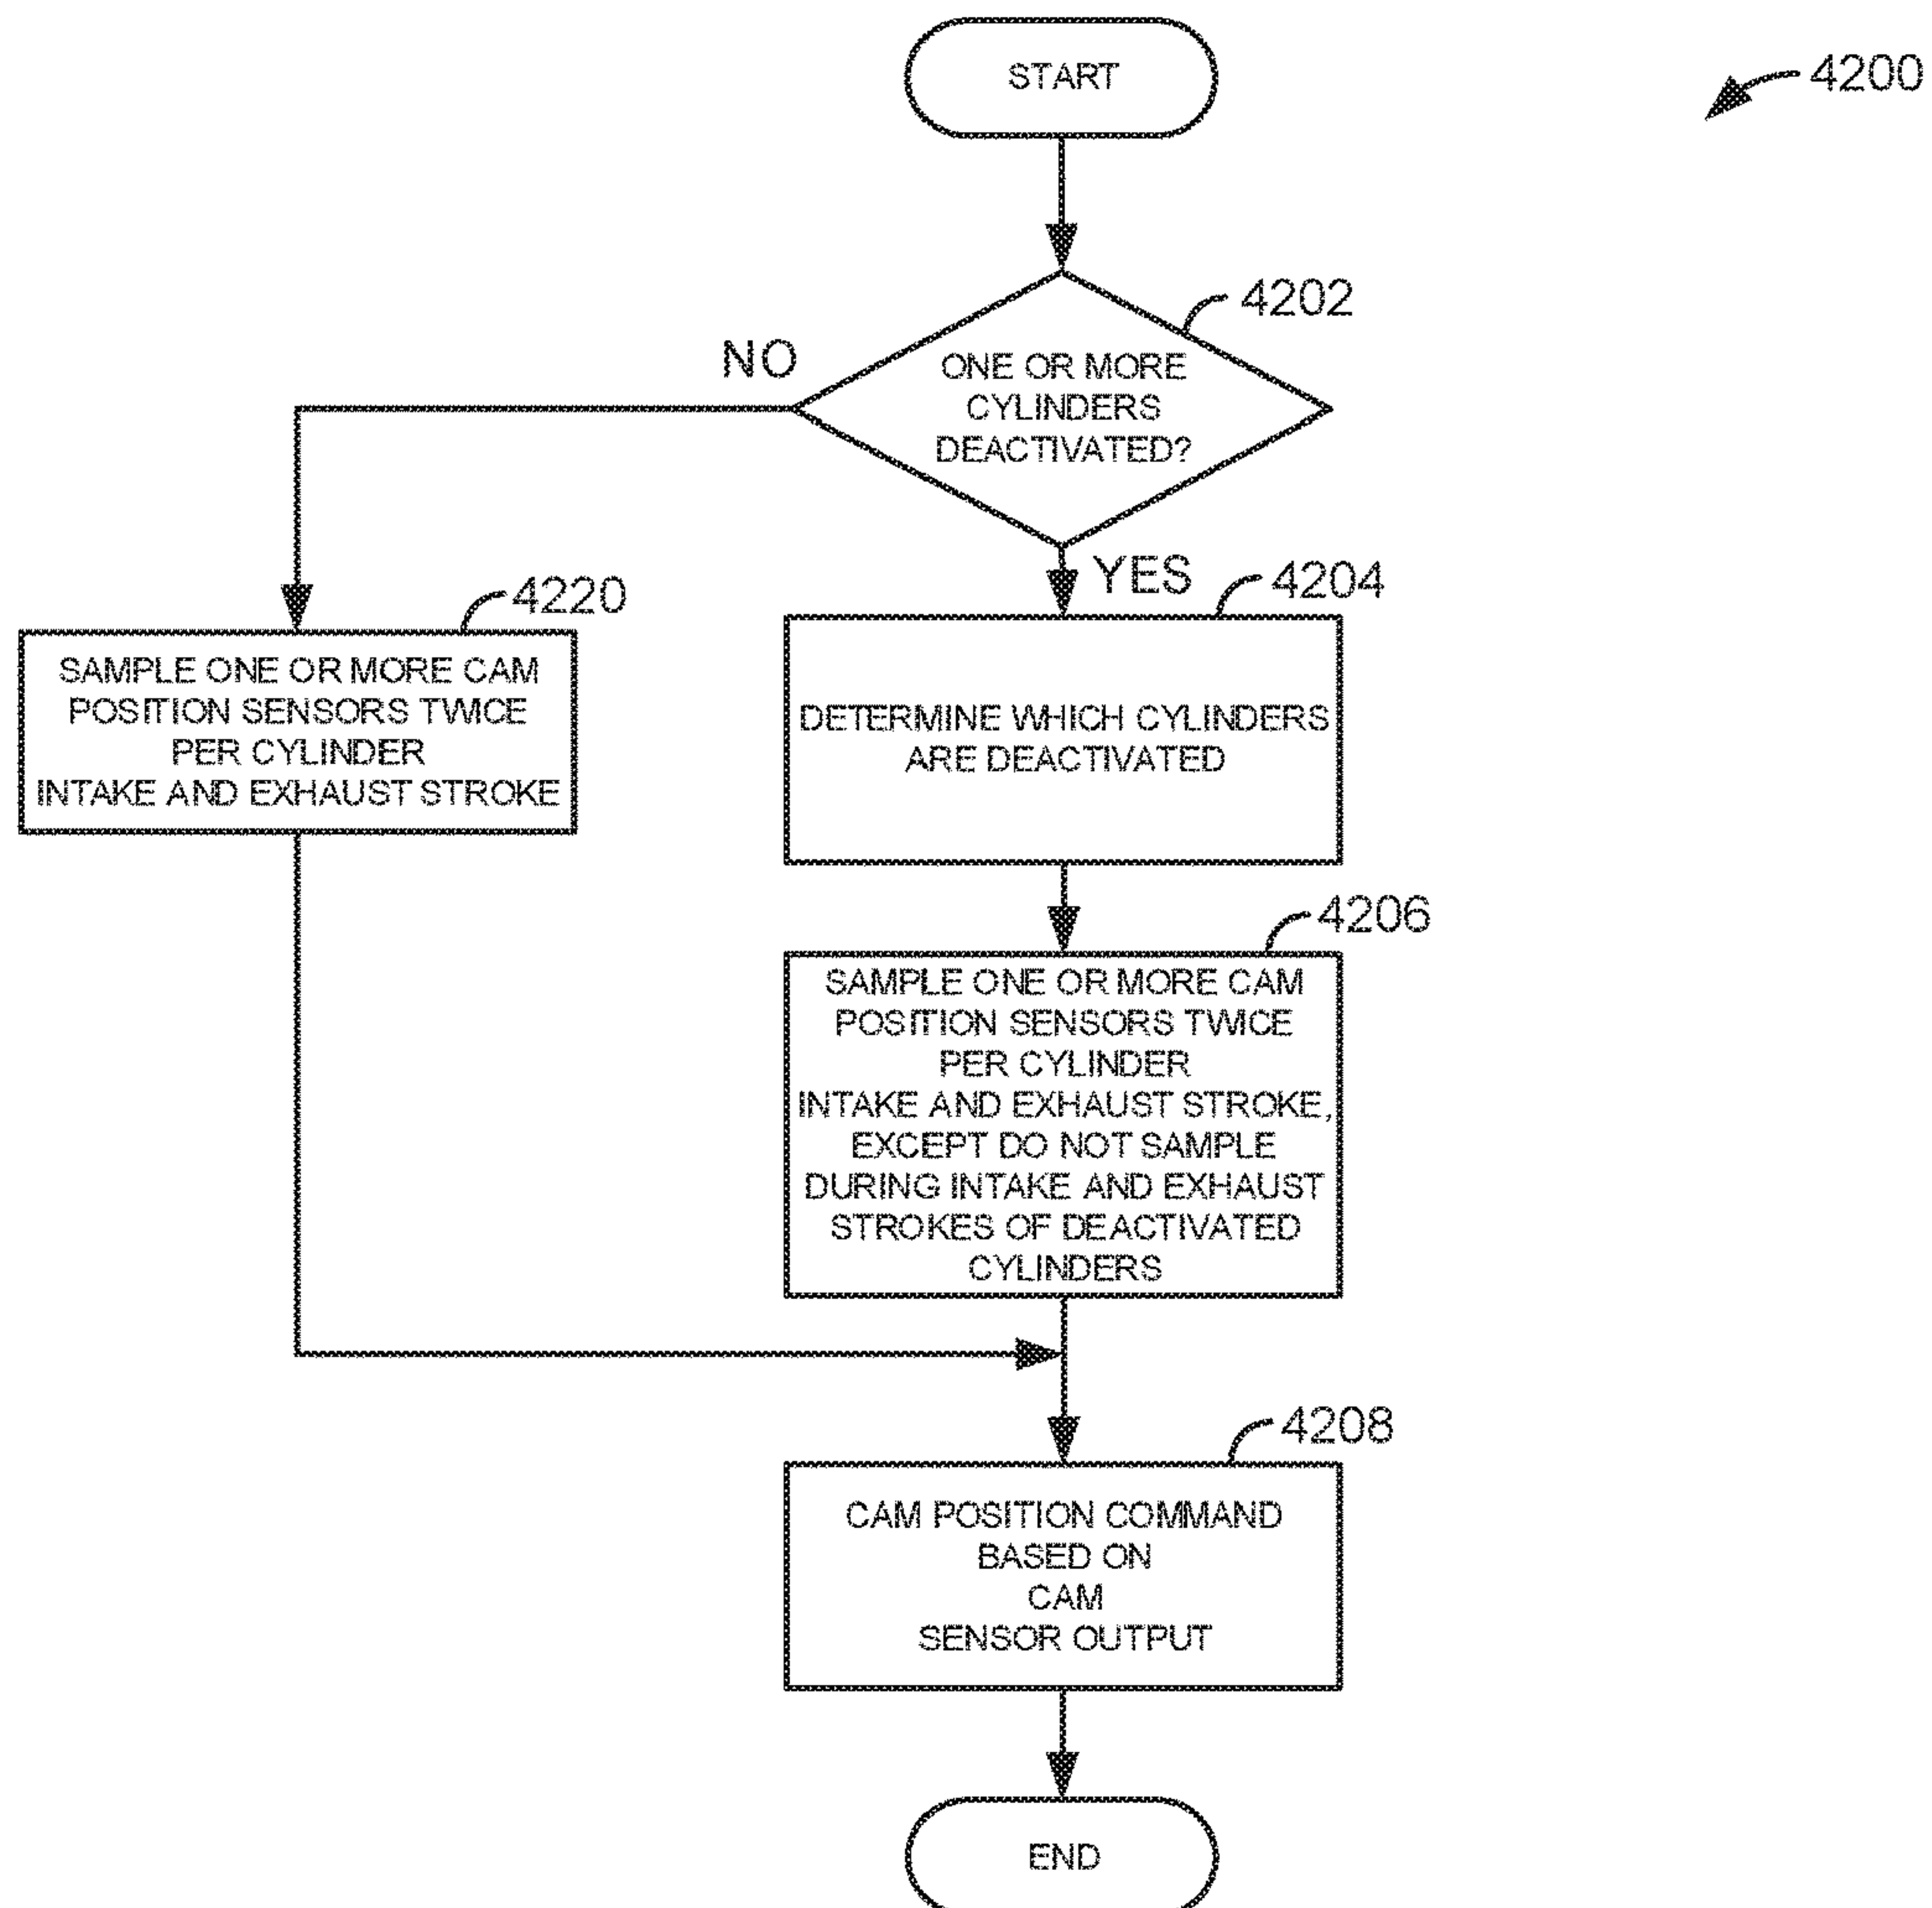 START
4200
4202
ONE OR MORE
CYLINDERS
DEACTIVATED?
NO
YES
4204
DETERMINE WHICH CYLINDERS
ARE DEACTIVATED
4220
SAMPLE ONE OR MORE CAM
POSITION SENSORS TWICE
PER CYLINDER
INTAKE AND EXHAUST STROKE
4206
SAMPLE ONE OR MORE CAM
POSITION SENSORS TWICE
PER CYLINDER
INTAKE AND EXHAUST STROKE,
EXCEPT DO NOT SAMPLE
DURING INTAKE AND EXHAUST
STROKES OF DEACTIVATED
CYLINDERS
4208
CAM POSITION COMMAND
BASED ON
CAM
SENSOR OUTPUT
END